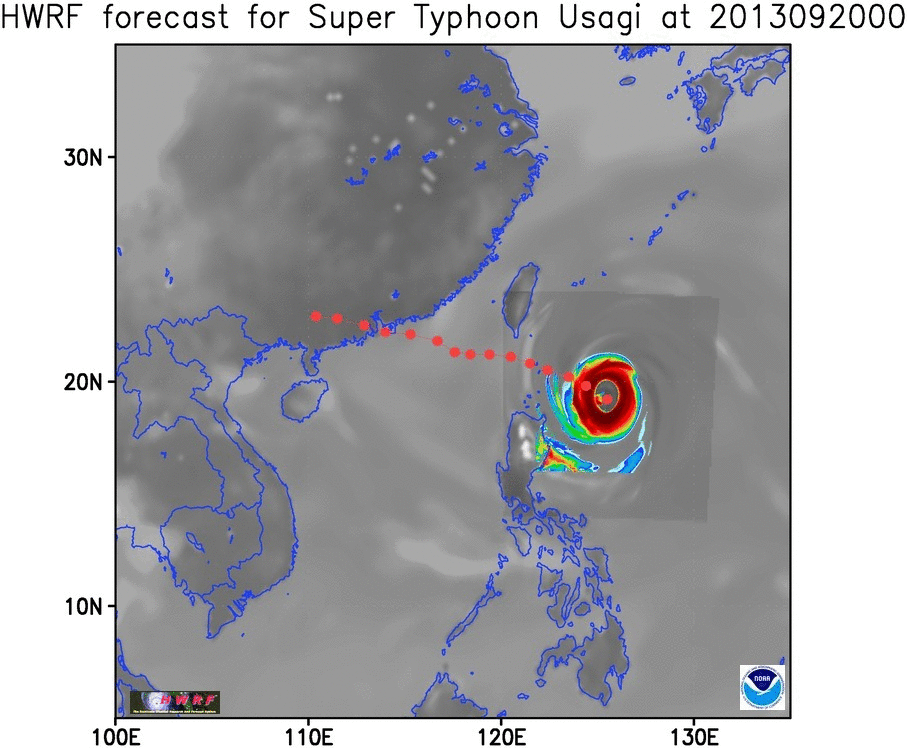 HWRF forecast for Super Typhoon Usagi at 2013092000
30N
20N
10N
HWRF
NOAA
100E
110E
120E
130E